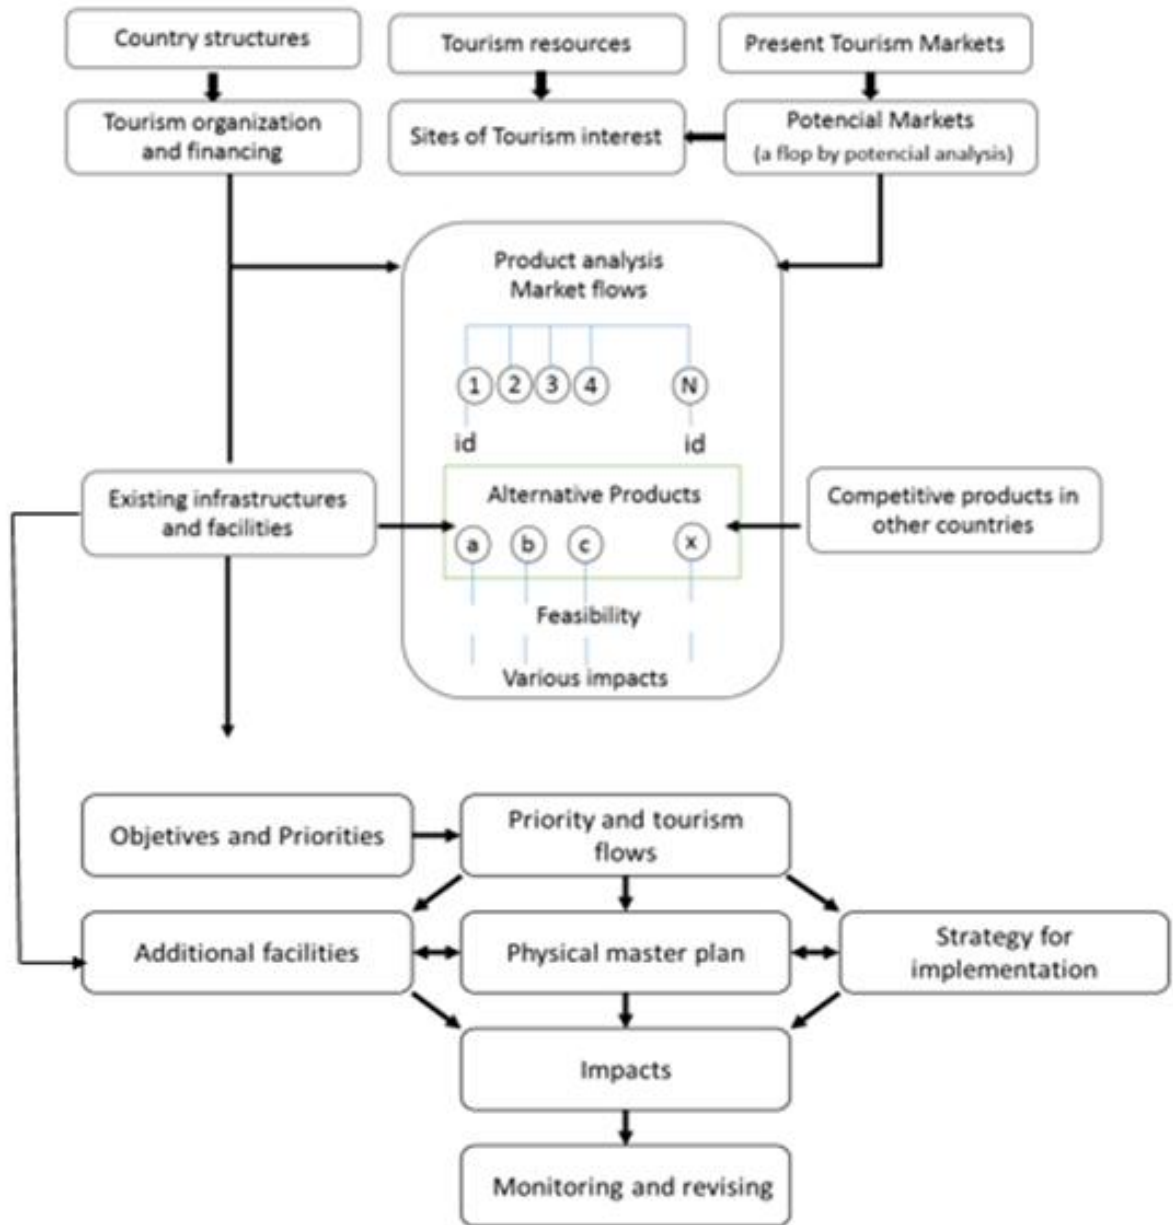 Country structures
Tourism resources
Present Tourism Markets
Tourism organization
and financing
Sites of Tourism interest
Potencial Markets
(a flop by potencial analysis)
Product analysis
Market flows
1 2 3 4 N
id id
Existing infrastructures
and facilities
Alternative Products
a b c x
Competitive products in
other countries
Feasibility
Various impacts
Objetives and Priorities
Priority and tourism
flows
Additional facilities
Physical master plan
Strategy for
implementation
Impacts
Monitoring and revising